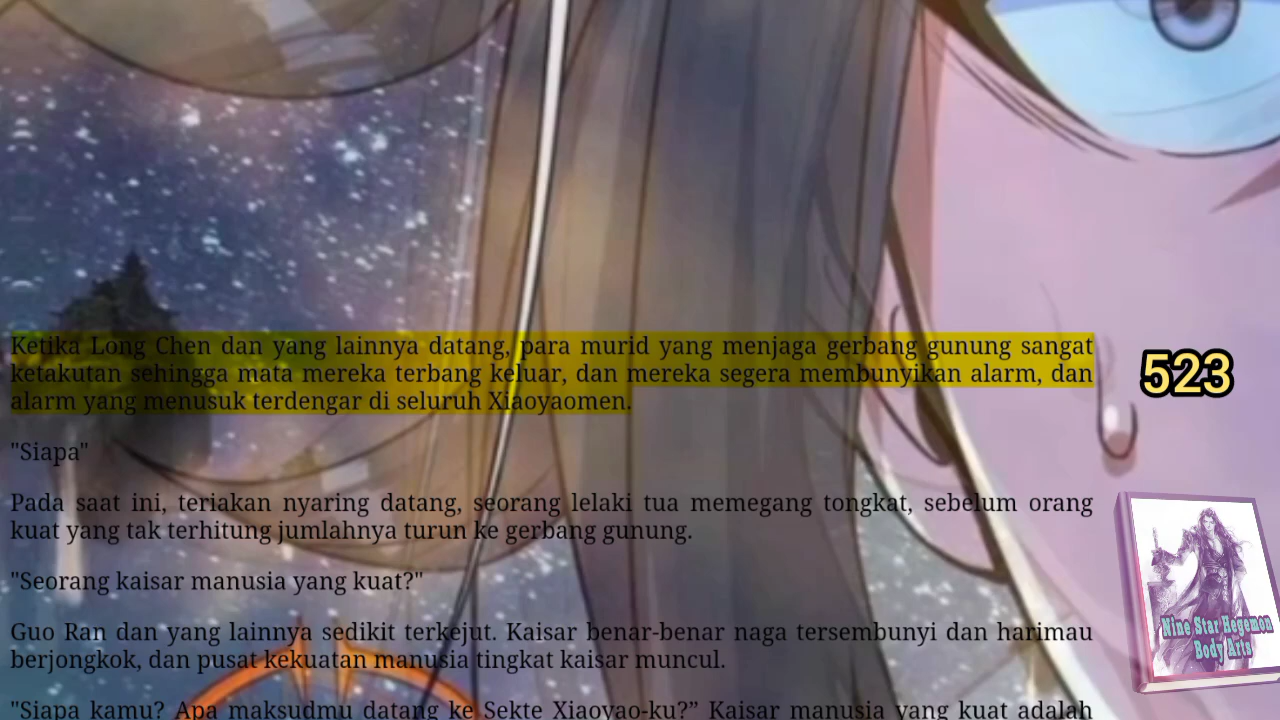 Ketika Long Chen dan yang lainnya datang, para murid yang menjaga gerbang gunung sangat
ketakutan sehingga mata mereka terbang keluar, dan mereka segera membunyikan alarm, dan
alarm yang menusuk terdengar di seluruh Xiaoyaomen.
523
"Siapa"
Pada saat ini, teriakan nyaring datang, seorang lelaki tua memegang tongkat, sebelum orang
kuat yang tak terhitung jumlahnya turun ke gerbang gunung.
"Seorang kaisar manusia yang kuat?"
Guo Ran dan yang lainnya sedikit terkejut. Kaisar benar-benar naga tersembunyi dan harimau
berjongkok, dan pusat kekuatan manusia tingkat kaisar muncul.
Nine Star Hegemon
Body Arts
"Siapa kamu? Apa maksudmu datang ke Sekte Xiaoyao-ku?” Kaisar manusia yang kuat adalah